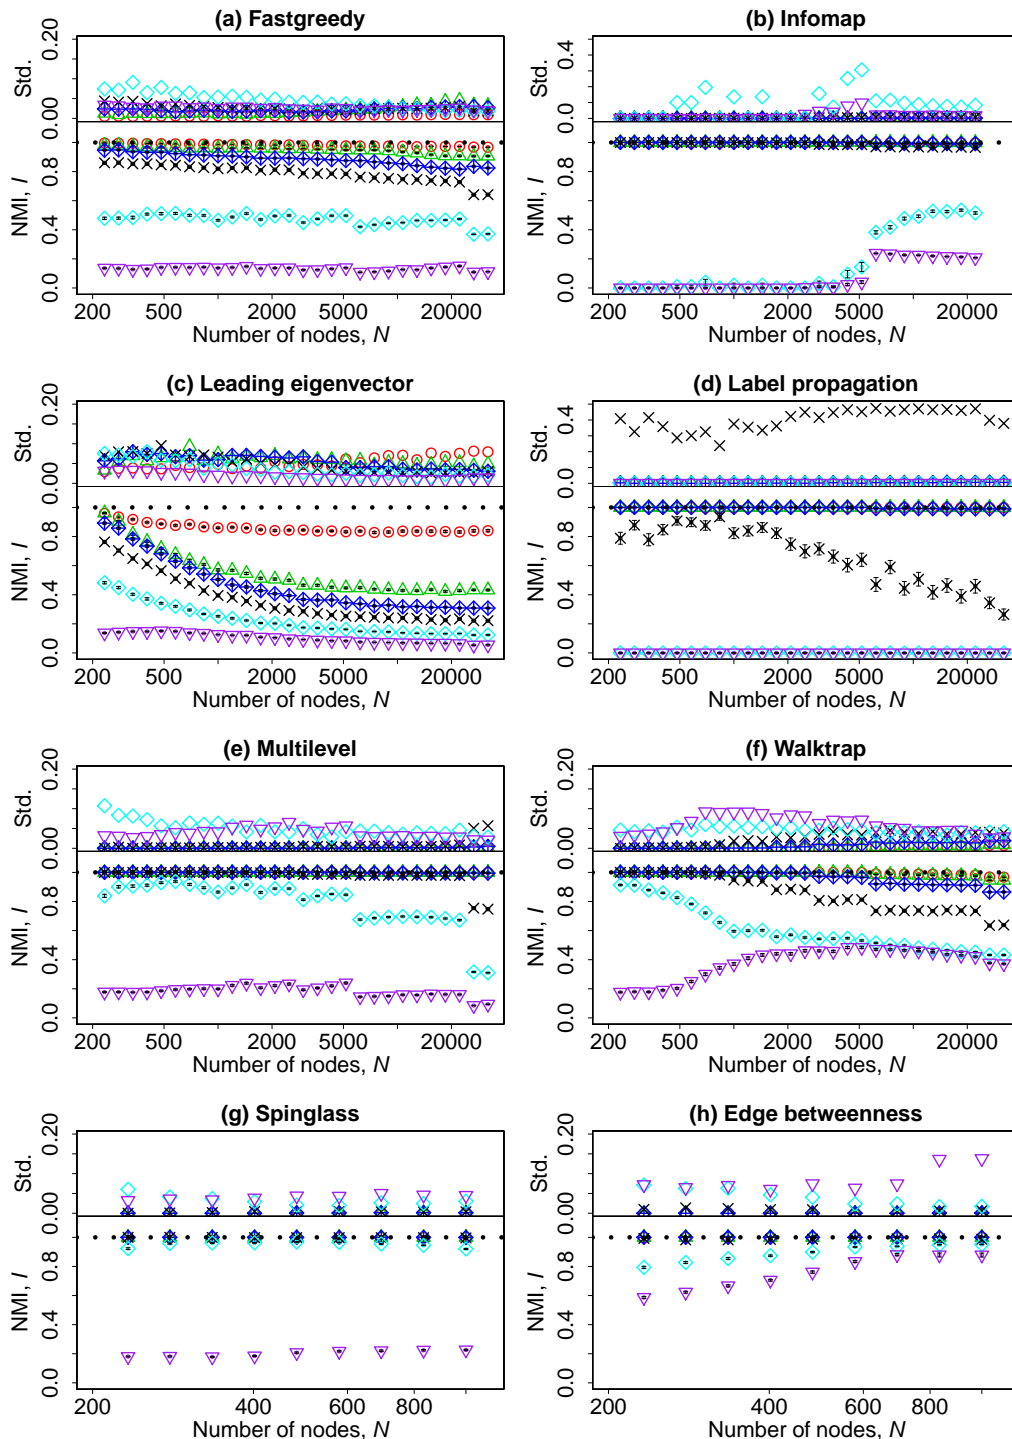 (a) Fastgreedy
Std.
0.00 0.20
NMI, I
0.0 0.4 0.8
200 500 2000 5000 20000
Number of nodes, N
(b) Infomap
Std.
0.0 0.4
NMI, I
0.0 0.4 0.8
200 500 2000 5000 20000
Number of nodes, N
(c) Leading eigenvector
Std.
0.00 0.20
NMI, I
0.0 0.4 0.8
200 500 2000 5000 20000
Number of nodes, N
(d) Label propagation
Std.
0.0 0.4
NMI, I
0.0 0.4 0.8
200 500 2000 5000 20000
Number of nodes, N
(e) Multilevel
Std.
0.00 0.20
NMI, I
0.0 0.4 0.8
200 500 2000 5000 20000
Number of nodes, N
(f) Walktrap
Std.
0.00 0.20
NMI, I
0.0 0.4 0.8
200 500 2000 5000 20000
Number of nodes, N
(g) Spinglass
Std.
0.00 0.20
NMI, I
0.0 0.4 0.8
200 400 600 800
Number of nodes, N
(h) Edge betweenness
Std.
0.00 0.20
NMI, I
0.0 0.4 0.8
200 400 600 800
Number of nodes, N